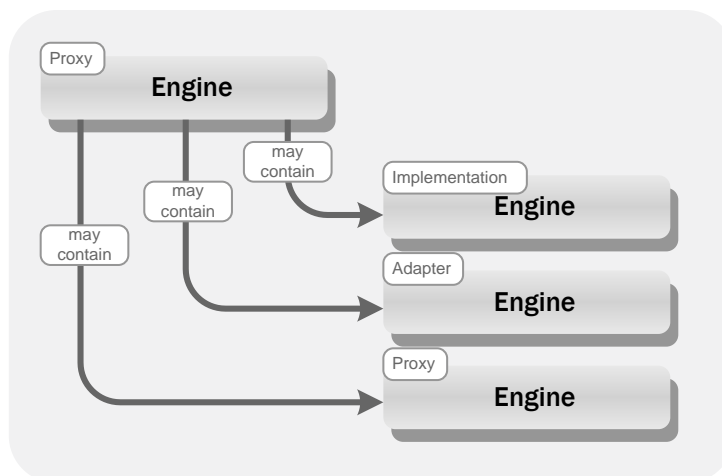 Proxy
Engine
may
contain
may
contain
may
contain
Implementation
Engine
Adapter
Engine
Proxy
Engine